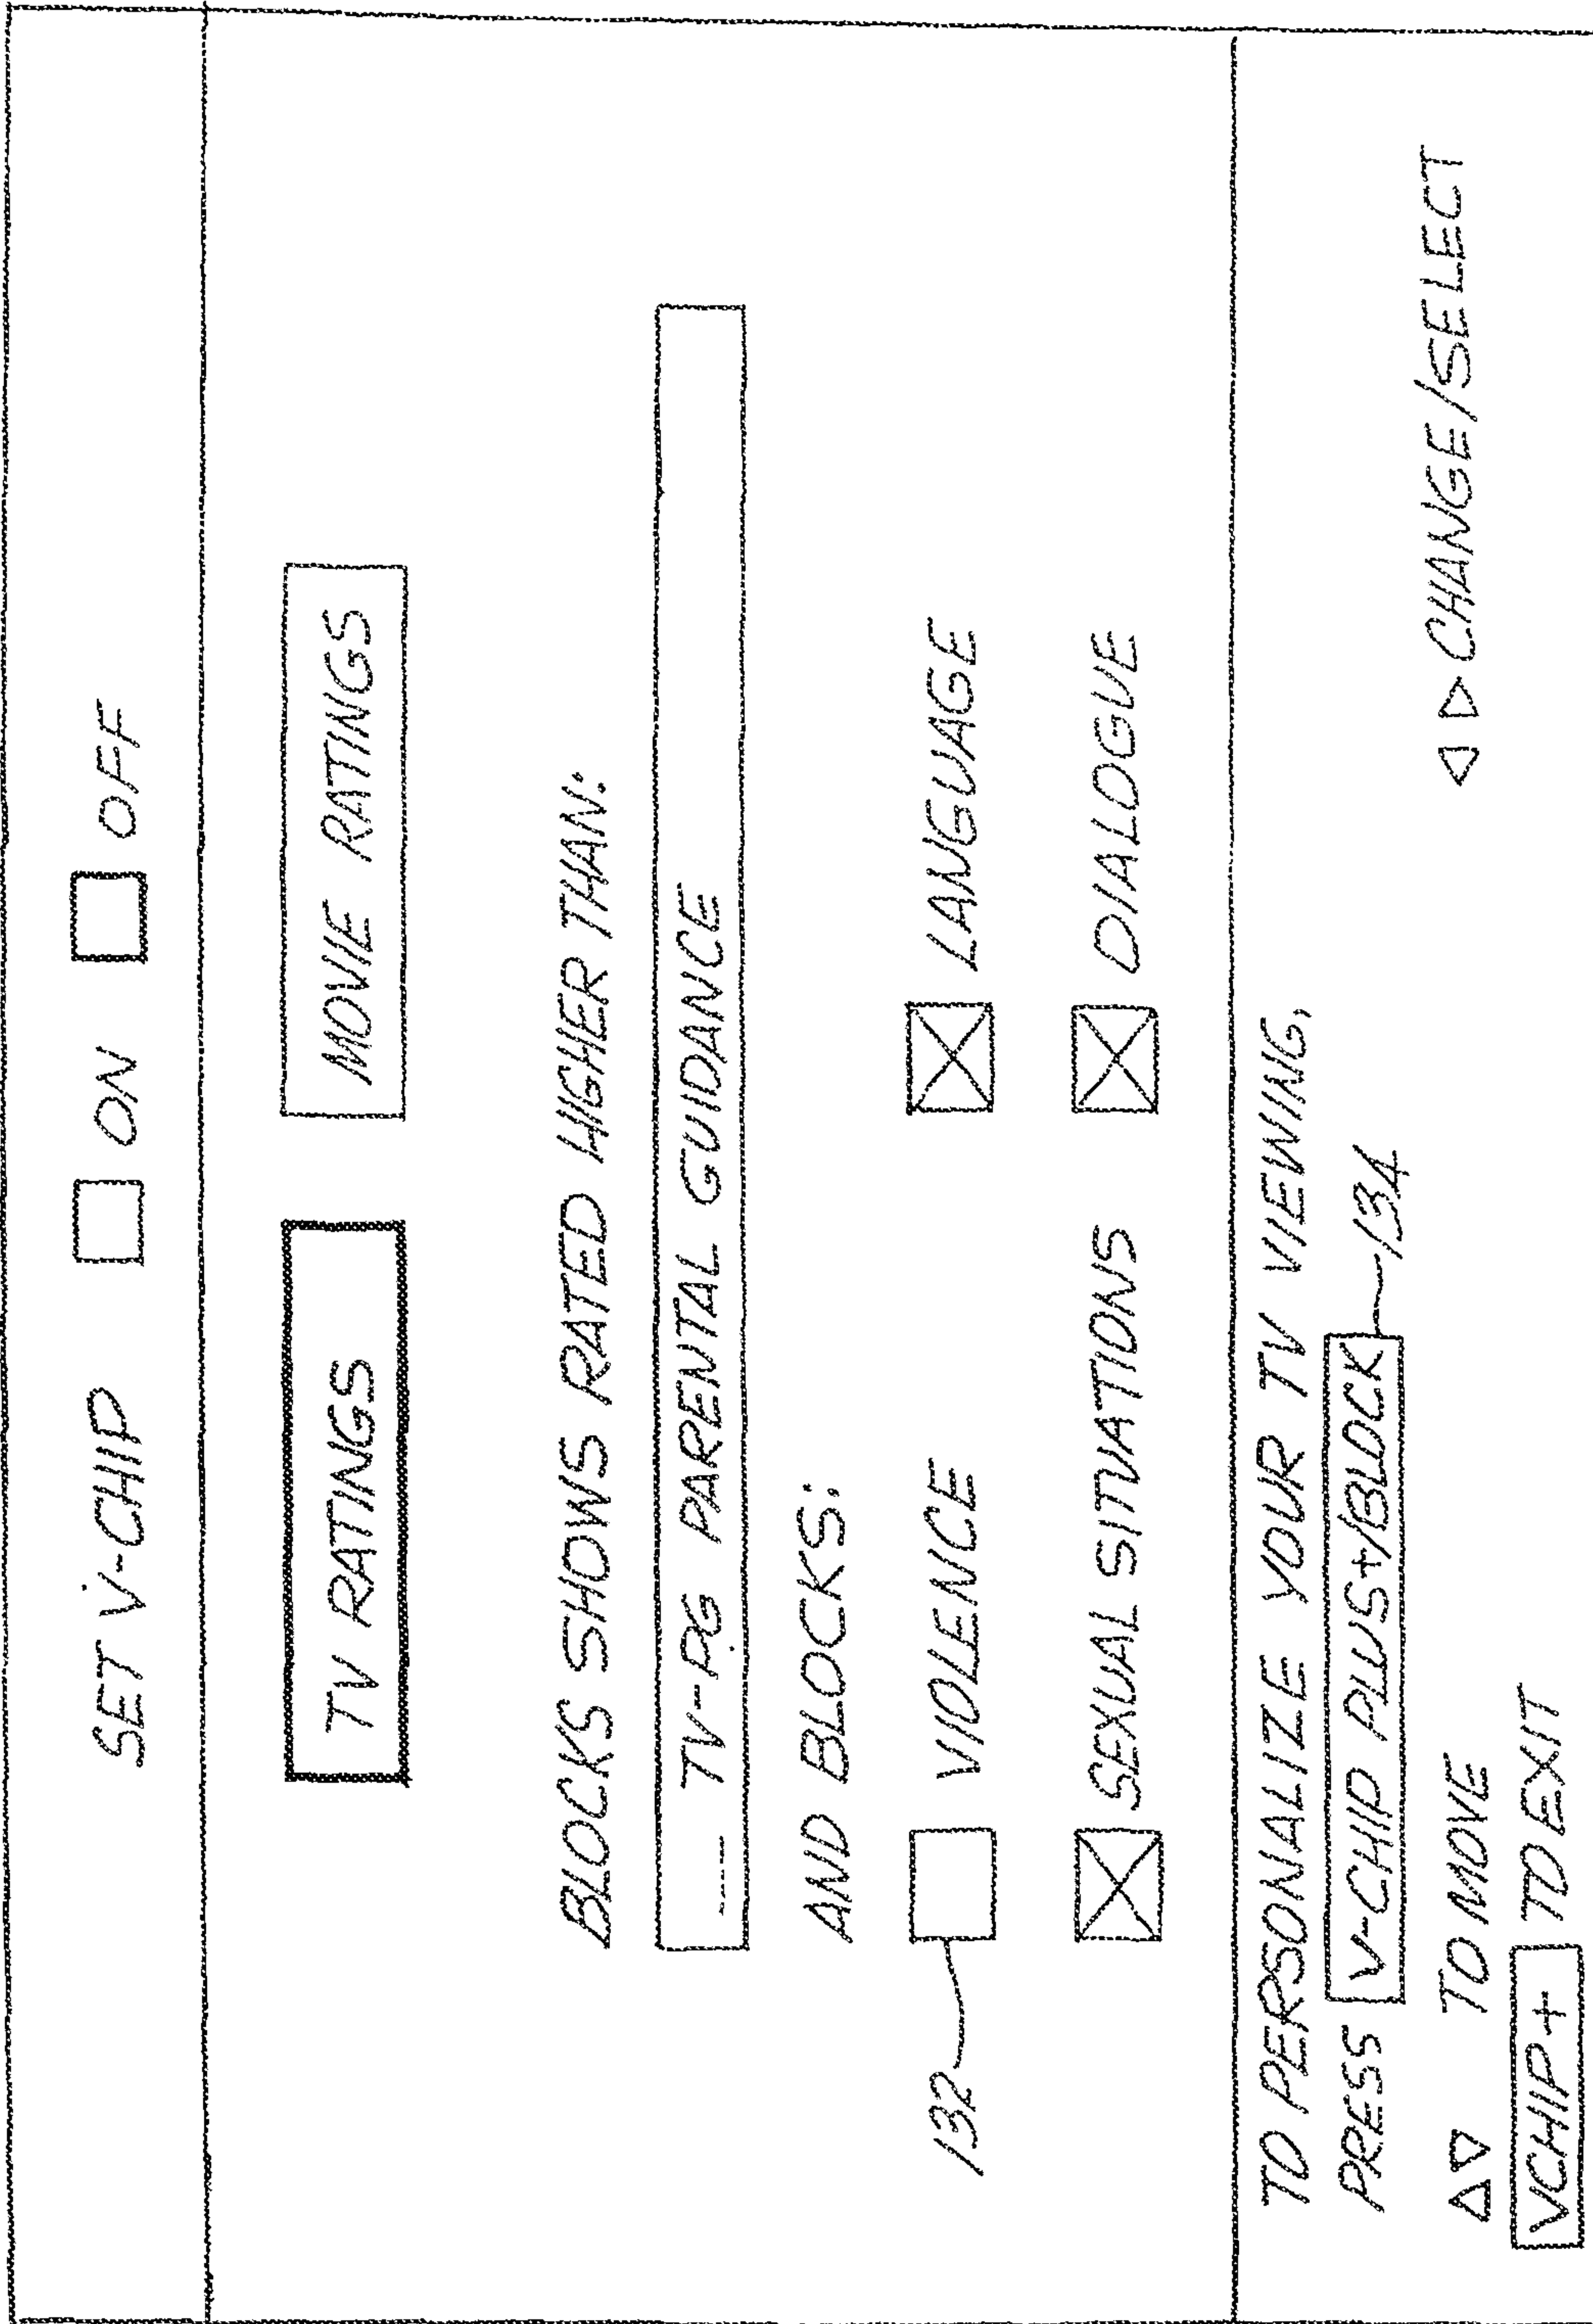 SET V-CHIP ON OFF
TV RATINGS MOVIE RATINGS
BLOCKS SHOWS RATED HIGHER THAN:
---- TV-PG PARENTAL GUIDANCE
AND BLOCKS:
132 VIOLENCE LANGUAGE
SEXUAL SITUATIONS DIALOGUE
TO PERSONALIZE YOUR TV VIEWING,
PRESS V-CHIP PLUS+/BLOCK 134
△▽ TO MOVE ◁▷ CHANGE/SELECT
VCHIP+ TO EXIT